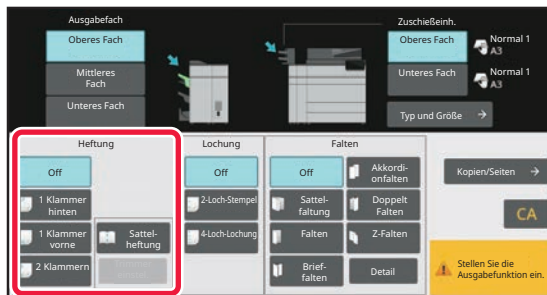 Ausgabefach
Oberes Fach
Mittleres
Fach
Unteres Fach
Zuschießeinh.
Oberes Fach
Normal 1
A3
Unteres Fach
Normal 1
A3
Typ und Größe
Heftung
Off
1 Klammer
hinten
1 Klammer
vorne
2 Klammern
Sattel-
heftung
Lochung
Off
2-Loch-Stempel
4-Loch-Lochung
Falten
Off
Sattel-
faltung
Falten
Brief-
falten
Akkordi-
onfalten
Doppelt
Falten
Z-Falten
Detail
Kopien/Seiten
CA
Stellen Sie die
Ausgabefunktion ein.